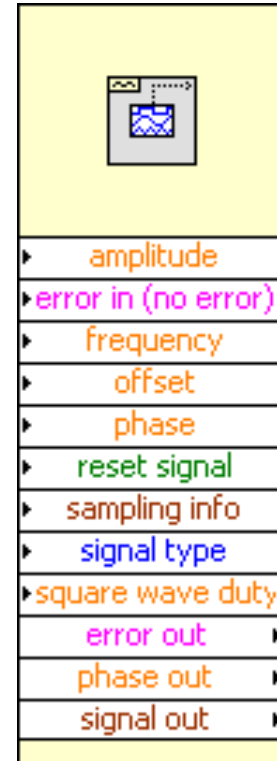 amplitude
error in (no error)
frequency
offset
phase
reset signal
sampling info
signal type
square wave duty
error out
phase out
signal out